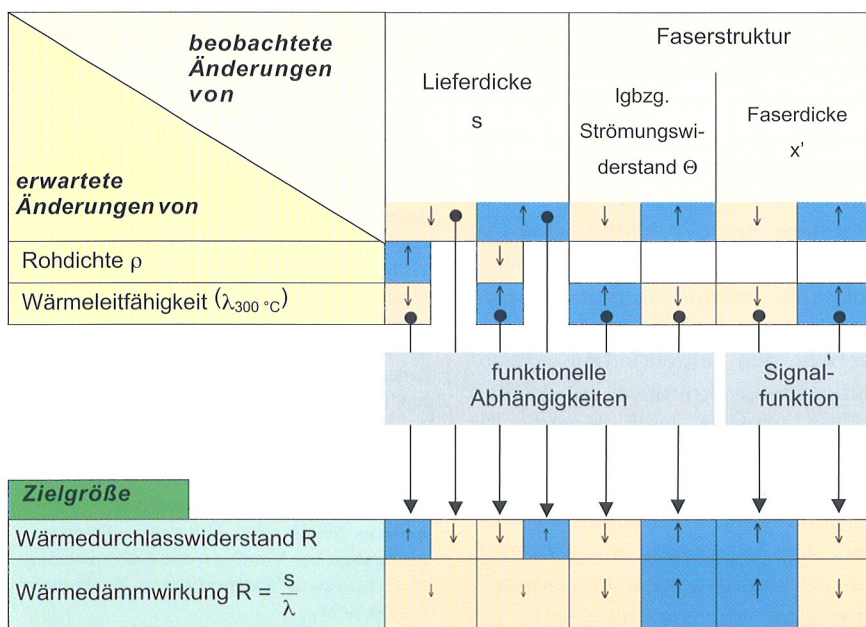 beobachtete
Änderungen
von
erwartete
Änderungen von
Lieferdicke
s
Faserstruktur
lgbzg.
Strömungswi-
derstand Θ
Faserdicke
x'
↓ ↑ ↓ ↑ ↓ ↑
Rohdichte ρ ↑ ↓
Wärmeleitfähigkeit (λ300 °C) ↓ ↑ ↑ ↓ ↓ ↑
funktionelle
Abhängigkeiten
Signal-
funktion
Zielgröße
Wärmedurchlasswiderstand R ↑ ↓ ↓ ↑ ↓ ↑ ↑ ↓
Wärmedämmwirkung R = s/λ ↓ ↓ ↓ ↑ ↑ ↓